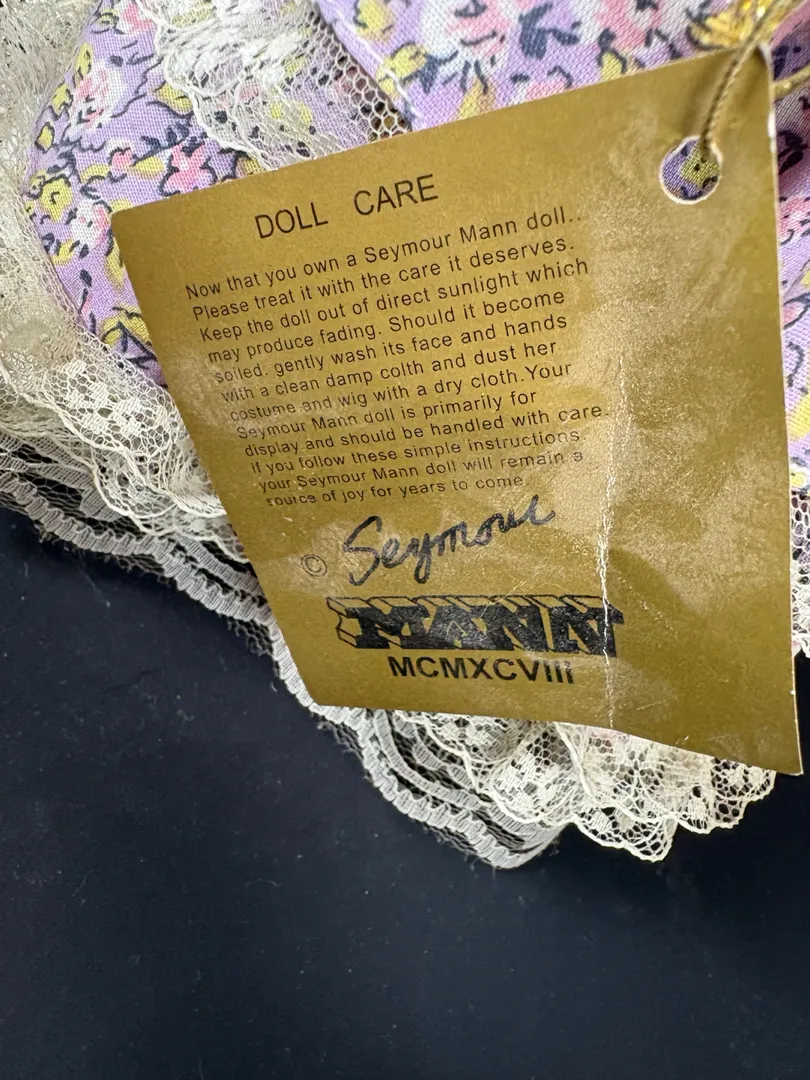 DOLL CARE
Now that you own a Seymour Mann doll..
Please treat it with the care it deserves.
Keep the doll out of direct sunlight which
may produce fading. Should it become
soiled. gently wash its face and hands
with a clean damp colth and dust her
costume and wig with a dry cloth.Your
Seymour Mann doll is primarily for
display and should be handled with care.
if you follow these simple instructions
your Seymour Mann doll will remain a
source of joy for years to come.
© Seymour
MANN
MCMXCVIII